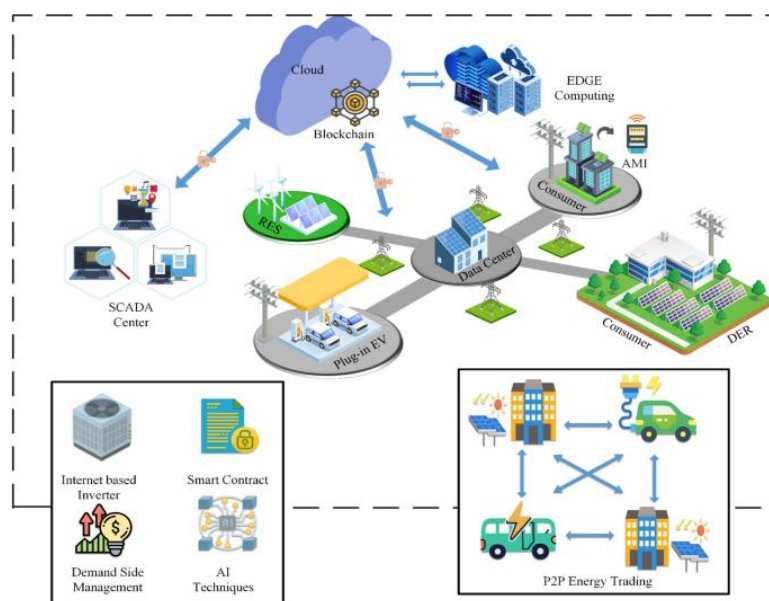 Cloud
Blockchain
EDGE
Computing
AMI
Consumer
RES
Data Center
SCADA
Center
Plug-in EV
Consumer
DER
Internet based
Inverter
Smart Contract
Demand Side
Management
AI
AI
Techniques
P2P Energy Trading